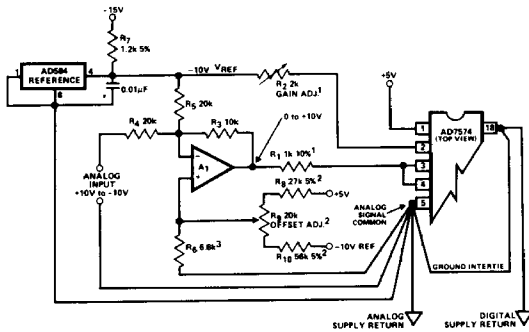 -15V
R7
1.2k 5%
AD584
REFERENCE
1
4
8
0.01µF
-10V VREF
R2 2k
GAIN ADJ.1
+5V
R5 20k
R4 20k
R3 10k
0 to +10V
A1
R1 1k 10%1
ANALOG
INPUT
+10V to -10V
R8 27k 5%2
+5V
R9 20k
OFFSET ADJ.2
R6 6.8k3
-10V REF
R10 56k 5%2
AD7574
(TOP VIEW)
1
2
3
4
5
18
ANALOG
SIGNAL
COMMON
GROUND INTERTIE
ANALOG
SUPPLY RETURN
DIGITAL
SUPPLY RETURN